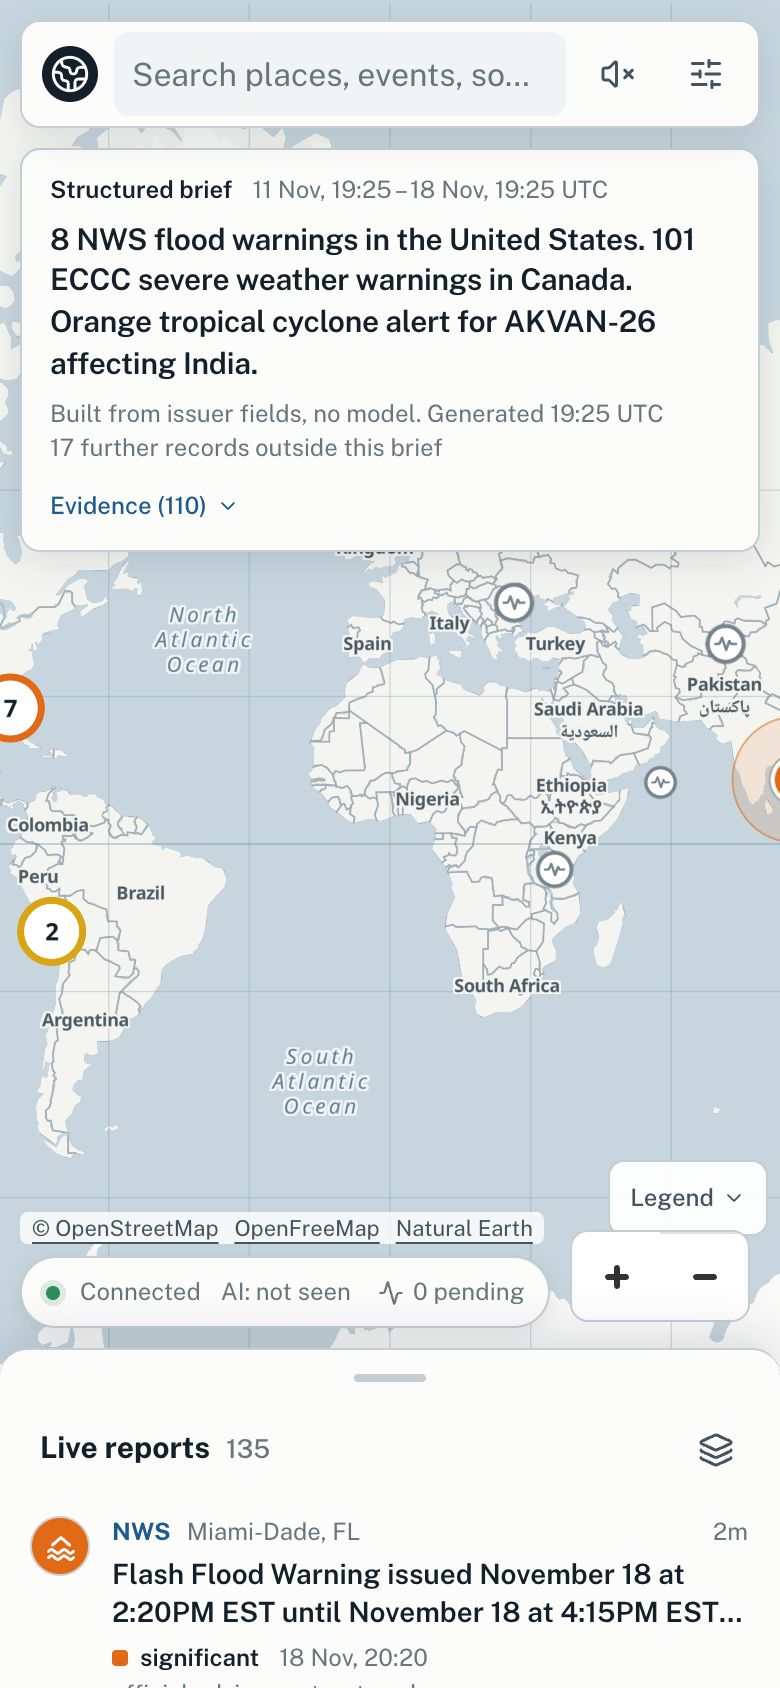 Search places, events, so...
Structured brief 11 Nov, 19:25–18 Nov, 19:25 UTC
8 NWS flood warnings in the United States. 101
ECCC severe weather warnings in Canada.
Orange tropical cyclone alert for AKVAN-26
affecting India.
Built from issuer fields, no model. Generated 19:25 UTC
17 further records outside this brief
Evidence (110)
North
Atlantic
Ocean
Italy
Spain
Turkey
Pakistan
پاکستان
7
Saudi Arabia
السعودية
Ethiopia
ኢትዮጵያ
Nigeria
Colombia
Kenya
Peru
Brazil
2
South Africa
Argentina
South
Atlantic
Ocean
Legend
© OpenStreetMap OpenFreeMap Natural Earth
Connected AI: not seen 0 pending
+ −
Live reports 135
NWS Miami-Dade, FL 2m
Flash Flood Warning issued November 18 at
2:20PM EST until November 18 at 4:15PM EST...
significant 18 Nov, 20:20